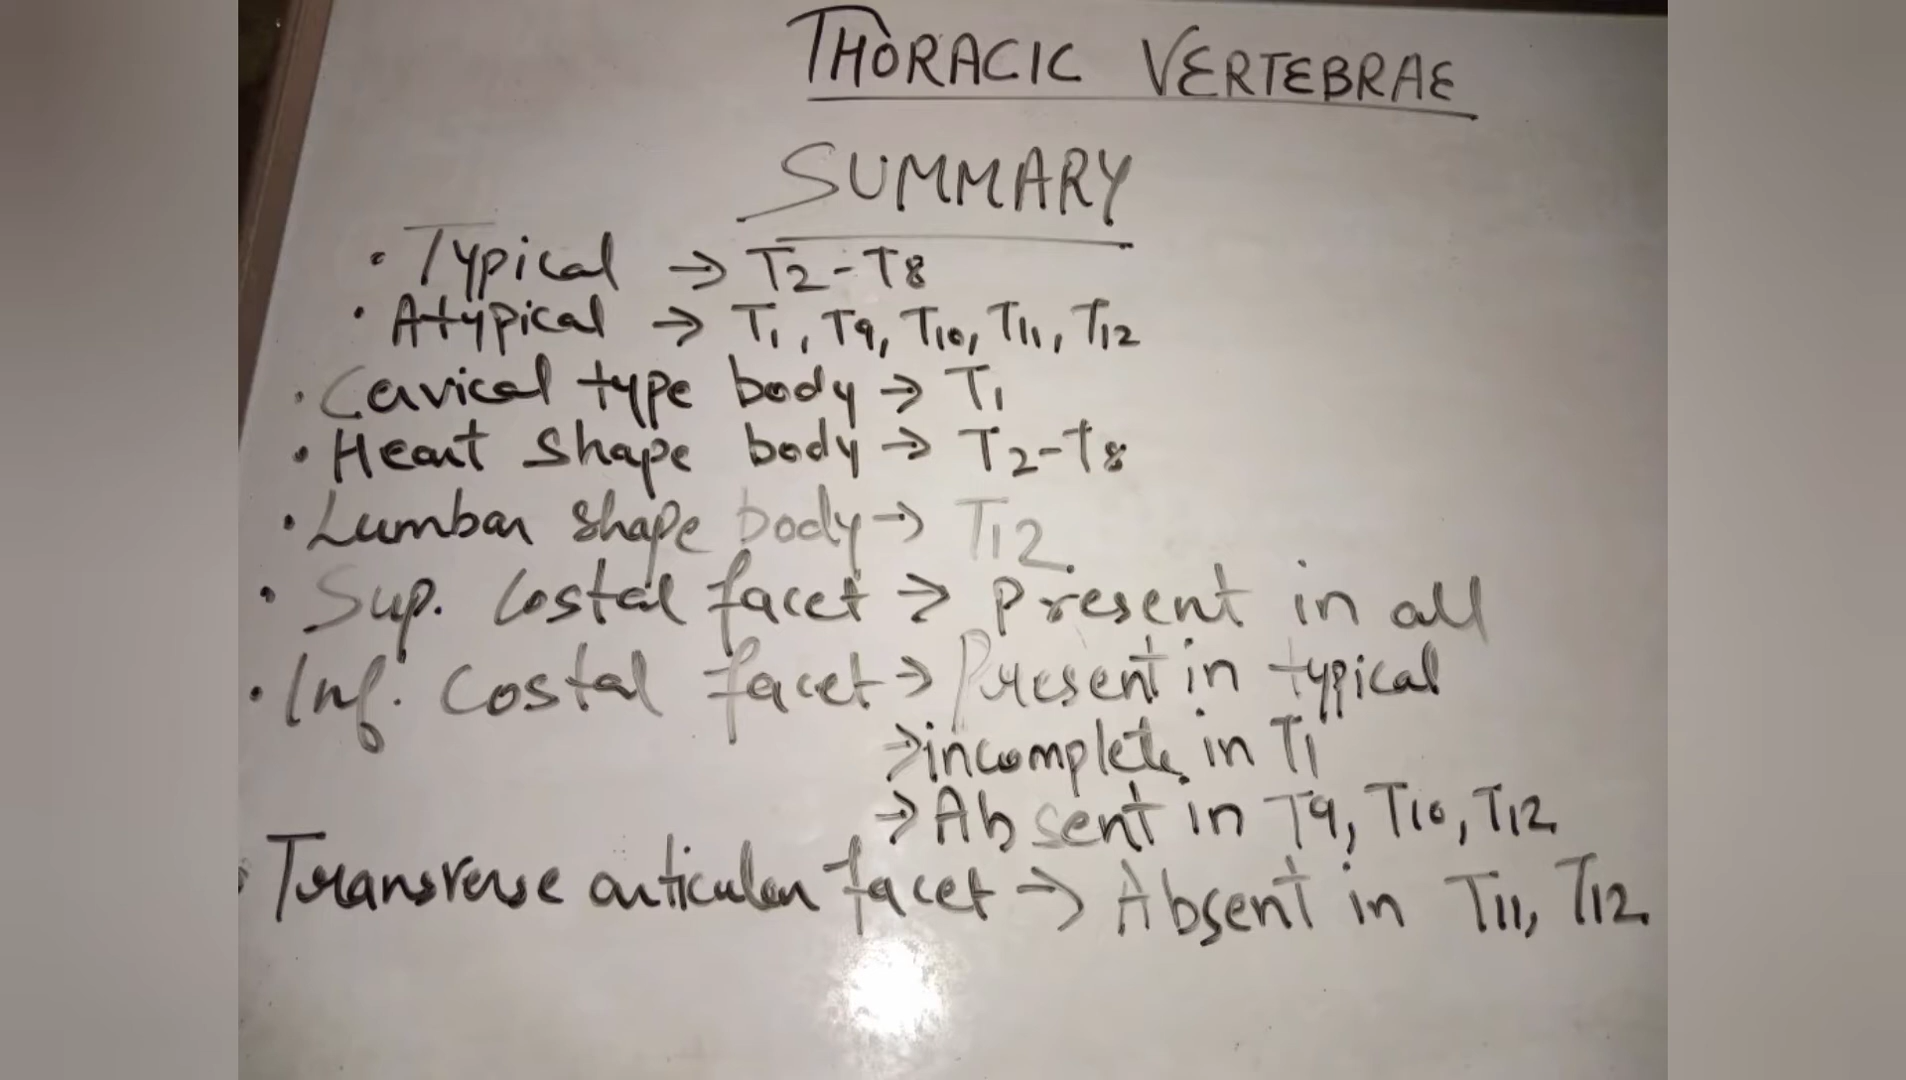 THORACIC VERTEBRAE
SUMMARY
• Typical → T2-T8
• Atypical → T1, T9, T10, T11, T12
• Cervical type body → T1
• Heart shape body → T2-T8
• Lumbar shape body → T12.
• Sup. Costal facet → Present in all
• Inf. Costal facet → Present in typical
→ incomplete in T1
→ Absent in T9, T10, T12
• Transverse articular facet → Absent in T11, T12.